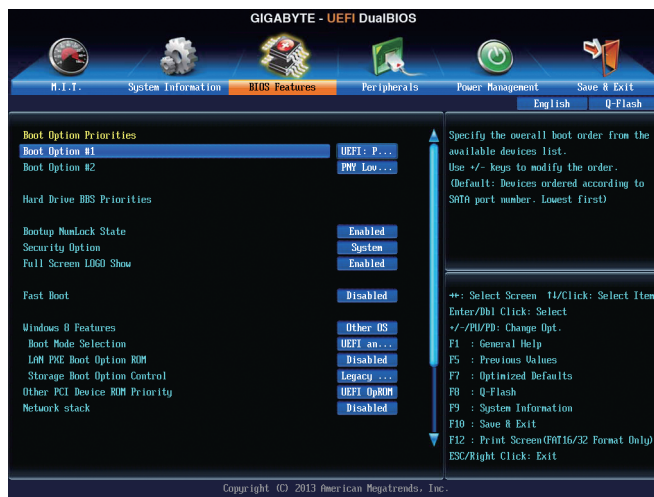 GIGABYTE - UEFI DualBIOS
M.I.T. System Information BIOS Features Peripherals Power Management Save & Exit
English Q-Flash
Boot Option Priorities
Boot Option #1 UEFI: P...
Boot Option #2 PNY Lov...
Hard Drive BBS Priorities
Bootup NumLock State Enabled
Security Option System
Full Screen LOGO Show Enabled
Fast Boot Disabled
Windows 8 Features Other OS
Boot Mode Selection UEFI an...
LAN PXE Boot Option ROM Disabled
Storage Boot Option Control Legacy ...
Other PCI Device ROM Priority UEFI OpROM
Network stack Disabled
Specify the overall boot order from the
available devices list.
Use +/- keys to modify the order.
(Default: Devices ordered according to
SATA port number. Lowest first)
→←: Select Screen ↑↓/Click: Select Item
Enter/Dbl Click: Select
+/-/PU/PD: Change Opt.
F1 : General Help
F5 : Previous Values
F7 : Optimized Defaults
F8 : Q-Flash
F9 : System Information
F10 : Save & Exit
F12 : Print Screen(FAT16/32 Format Only)
ESC/Right Click: Exit
Copyright (C) 2013 American Megatrends, Inc.